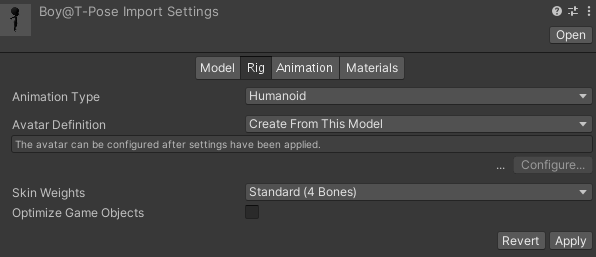 Boy@T-Pose Import Settings
Open
Model Rig Animation Materials
Animation Type Humanoid
Avatar Definition Create From This Model
The avatar can be configured after settings have been applied.
... Configure...
Skin Weights Standard (4 Bones)
Optimize Game Objects
Revert Apply